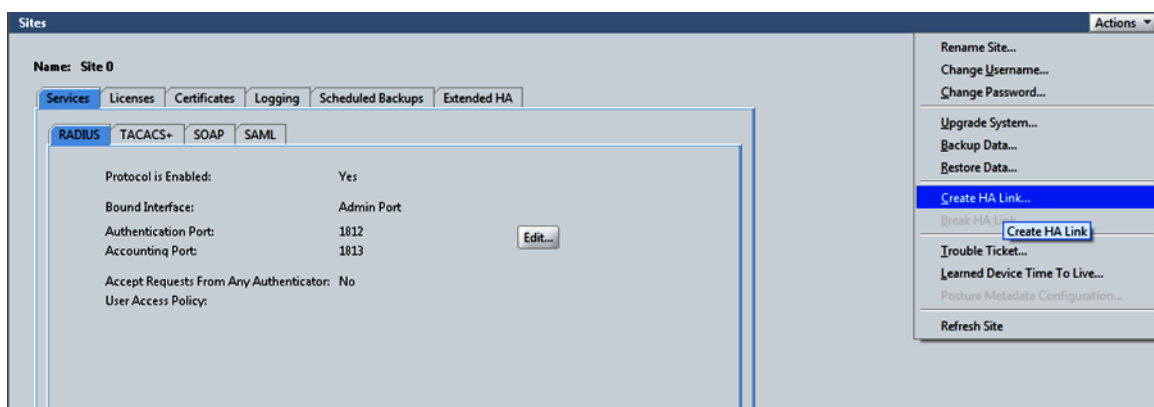 Sites
Actions
Name: Site 0
Services Licenses Certificates Logging Scheduled Backups Extended HA
RADIUS TACACS+ SOAP SAML
Protocol is Enabled: Yes
Bound Interface: Admin Port
Authentication Port: 1812
Accounting Port: 1813
Edit...
Accept Requests From Any Authenticator: No
User Access Policy:
Rename Site...
Change Username...
Change Password...
Upgrade System...
Backup Data...
Restore Data...
Create HA Link...
Break HA Link...
Create HA Link
Trouble Ticket...
Learned Device Time To Live...
Posture Metadata Configuration...
Refresh Site